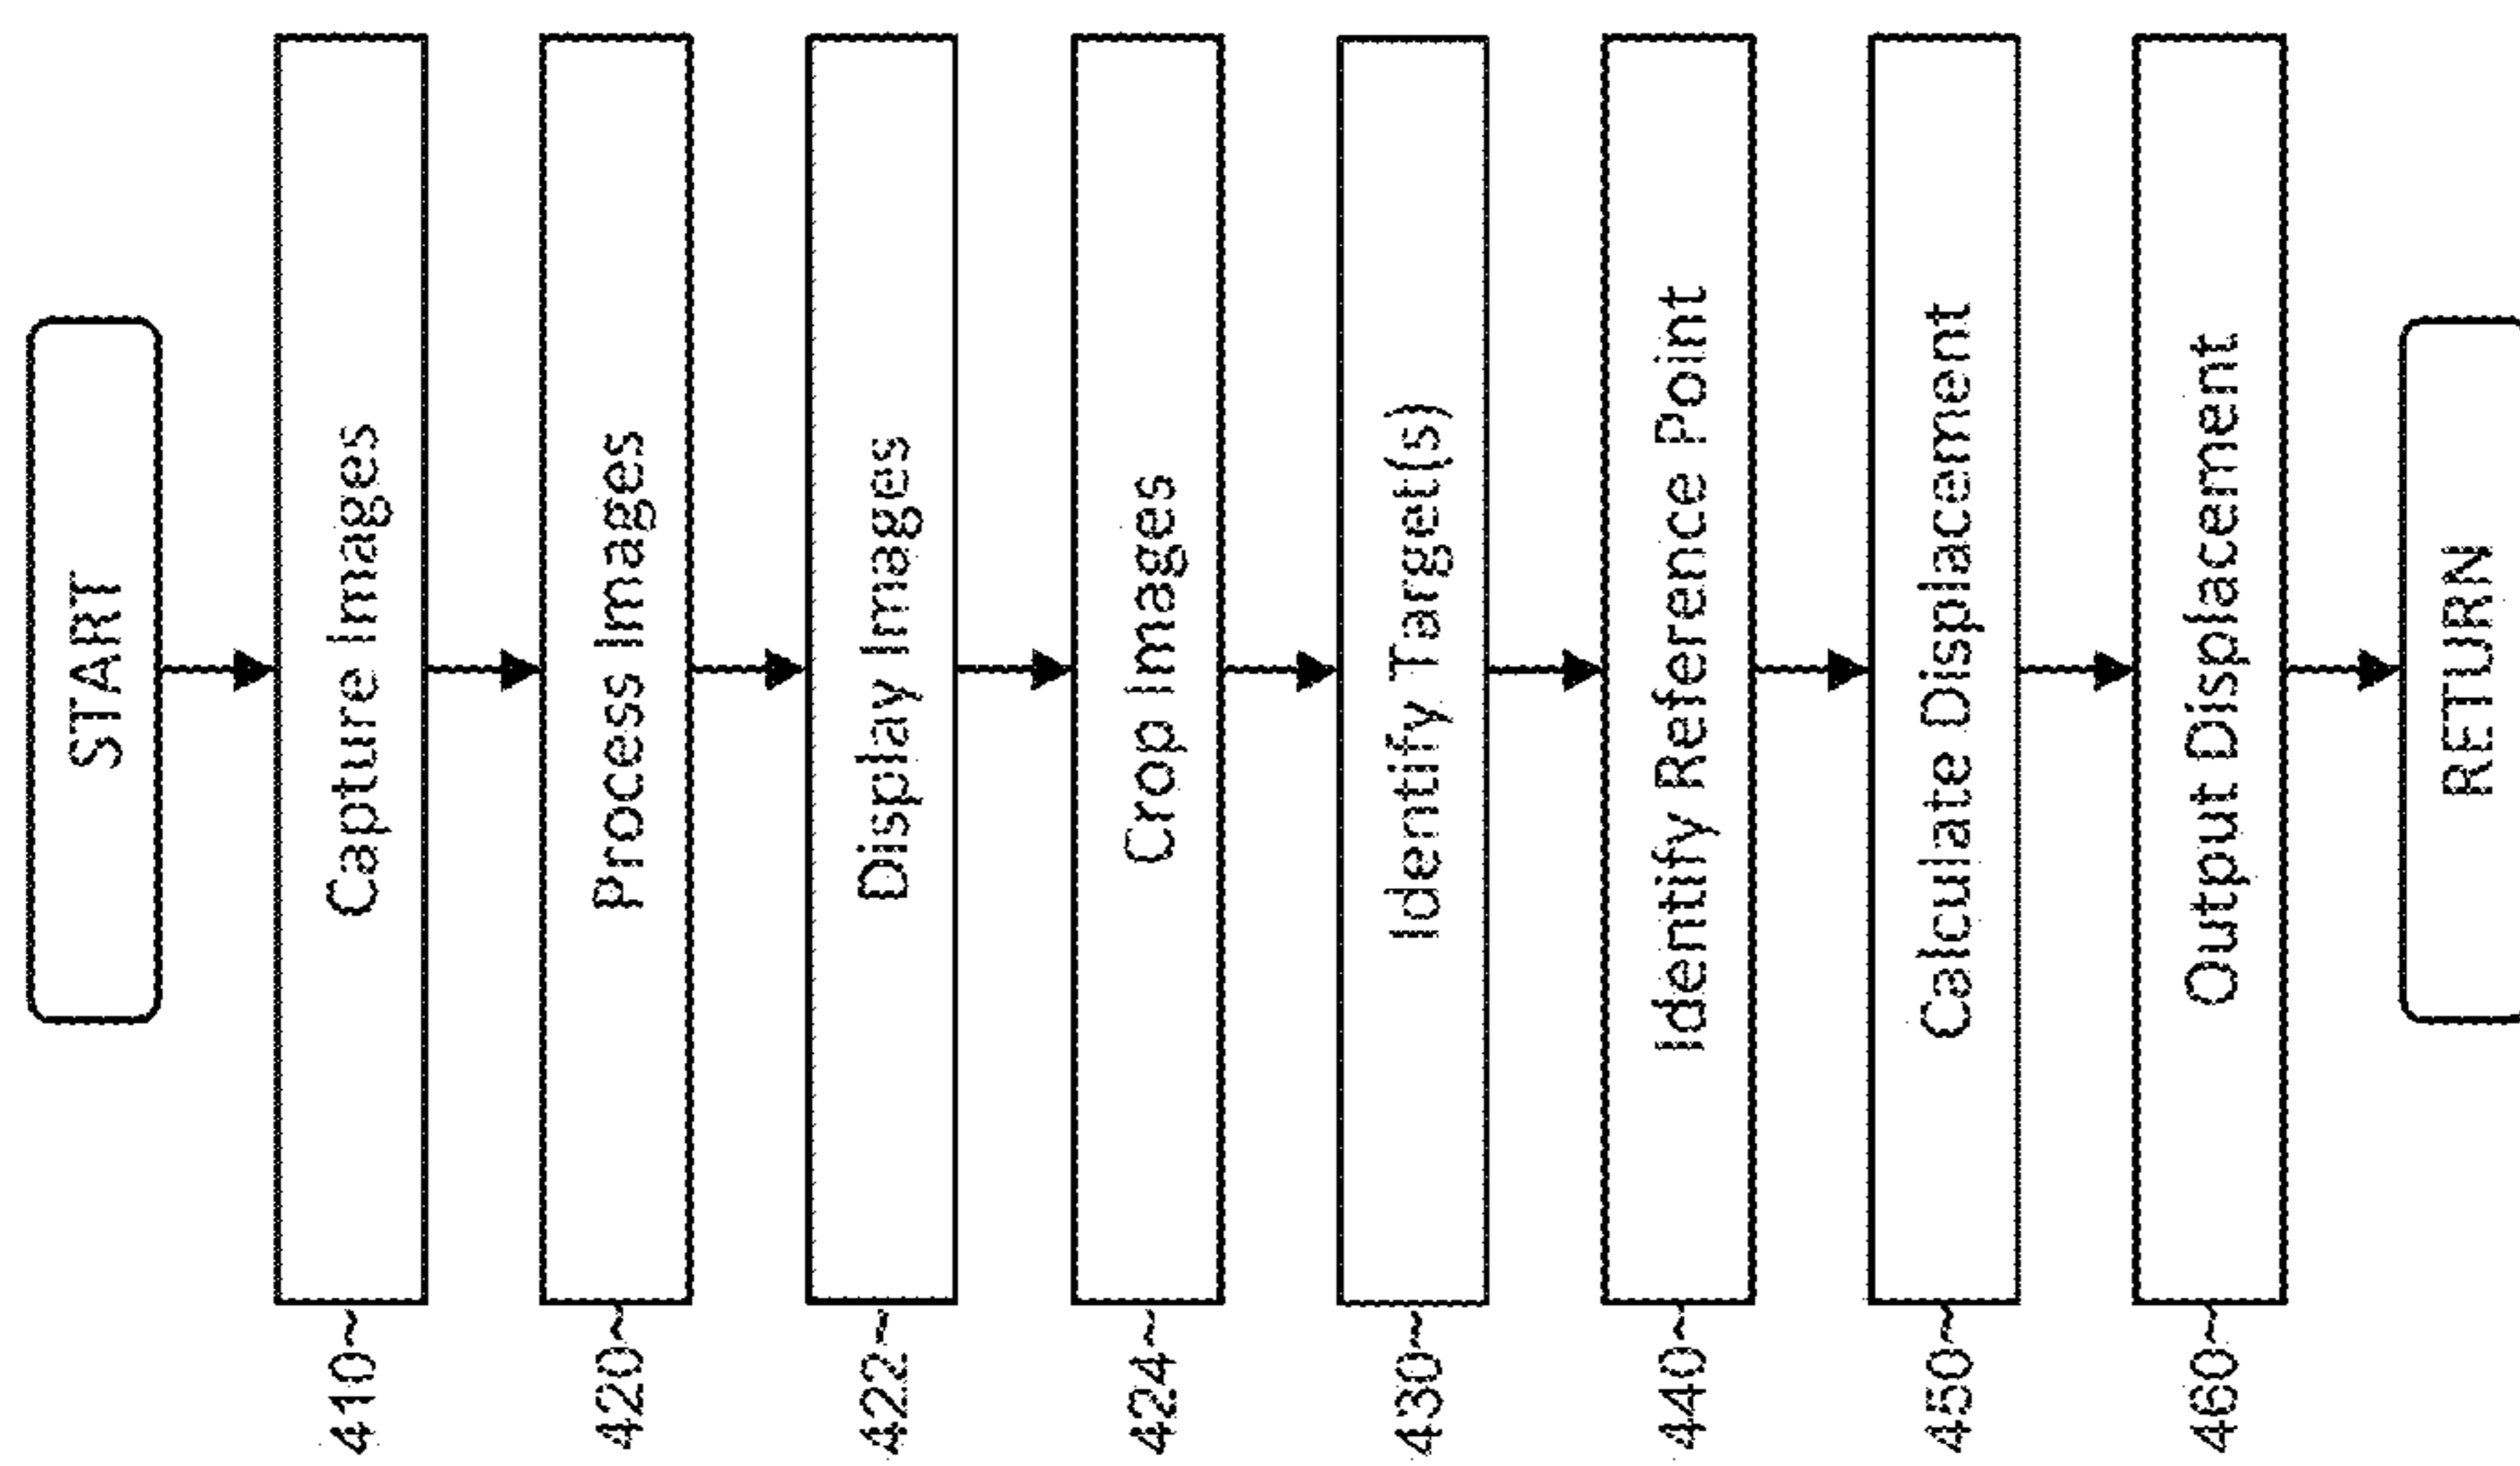 START
410~ Capture Images
420~ Process Images
422~ Display Images
424~ Crop Images
430~ Identify Target(s)
440~ Identify Reference Point
450~ Calculate Displacement
460~ Output Displacement
RETURN